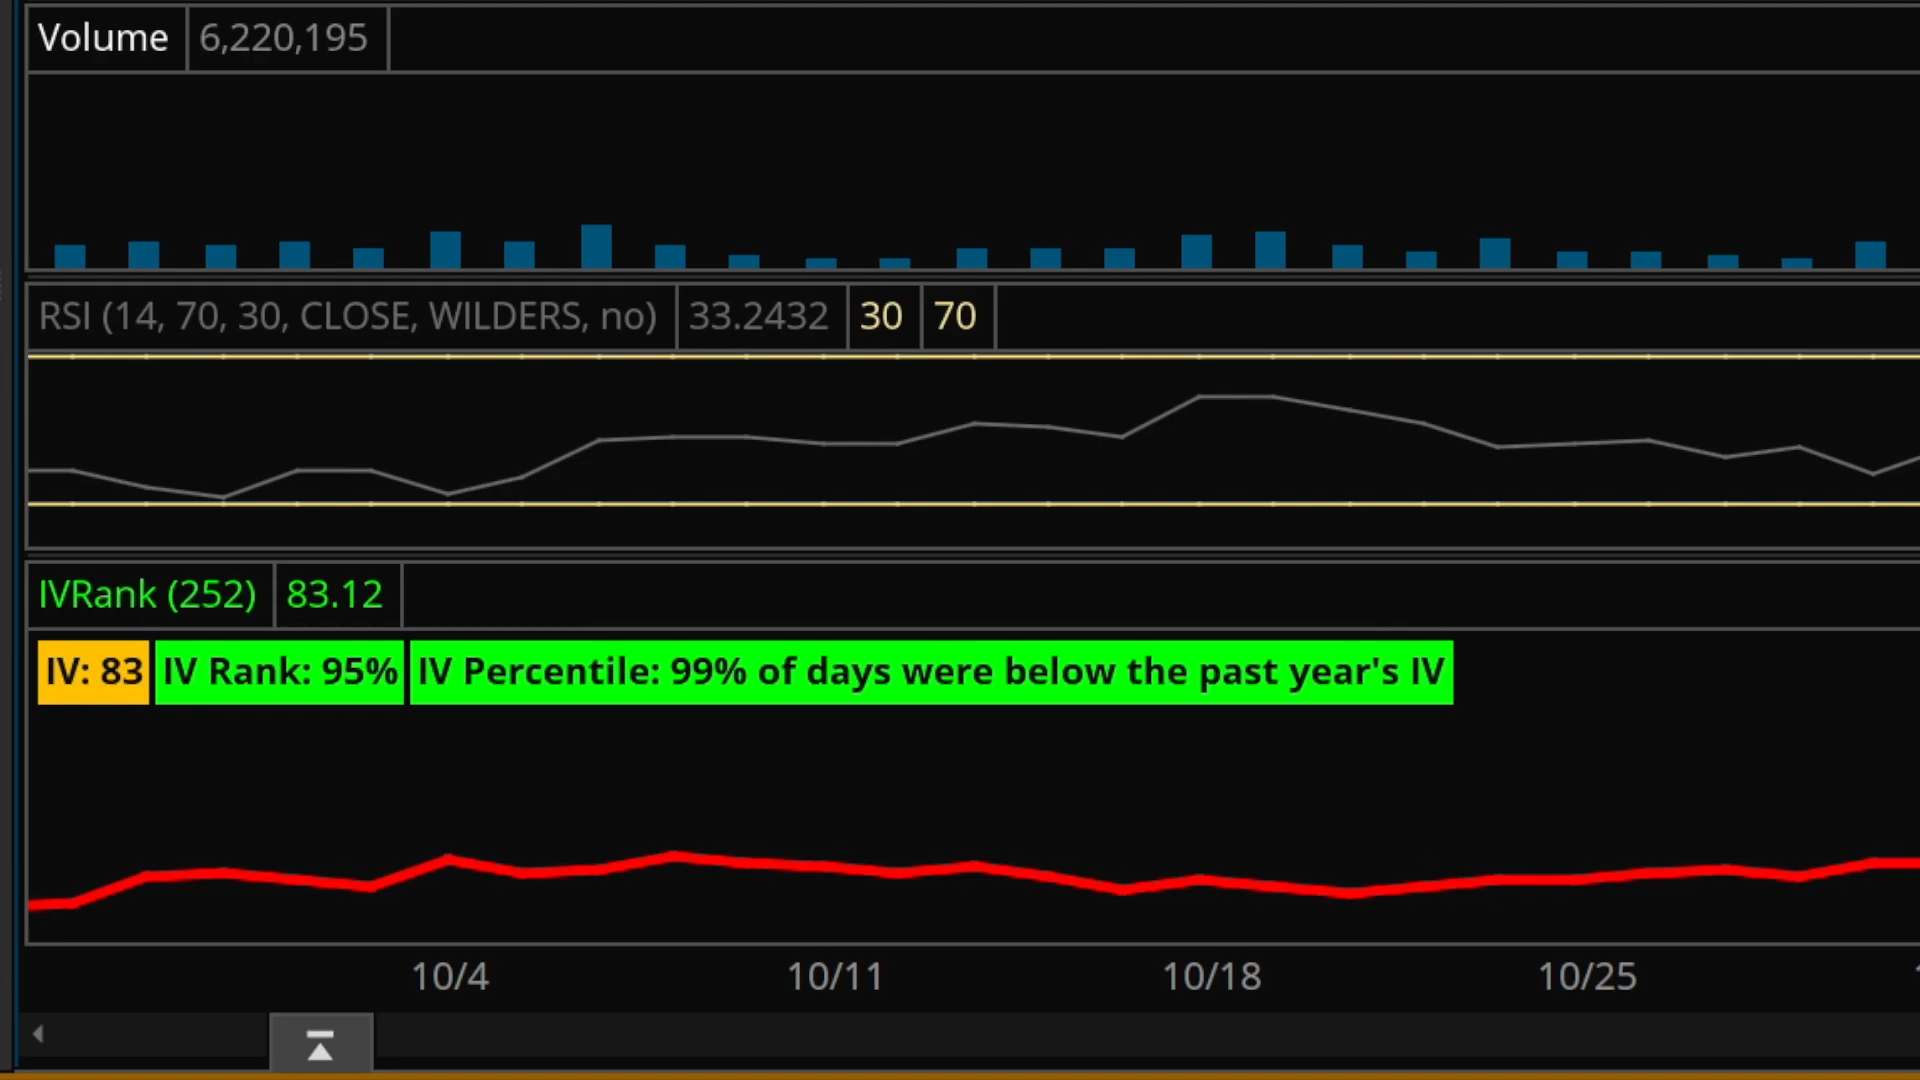 Volume 6,220,195
RSI (14, 70, 30, CLOSE, WILDERS, no) 33.2432 30 70
IVRank (252) 83.12
IV: 83 IV Rank: 95% IV Percentile: 99% of days were below the past year's IV
10/4 10/11 10/18 10/25